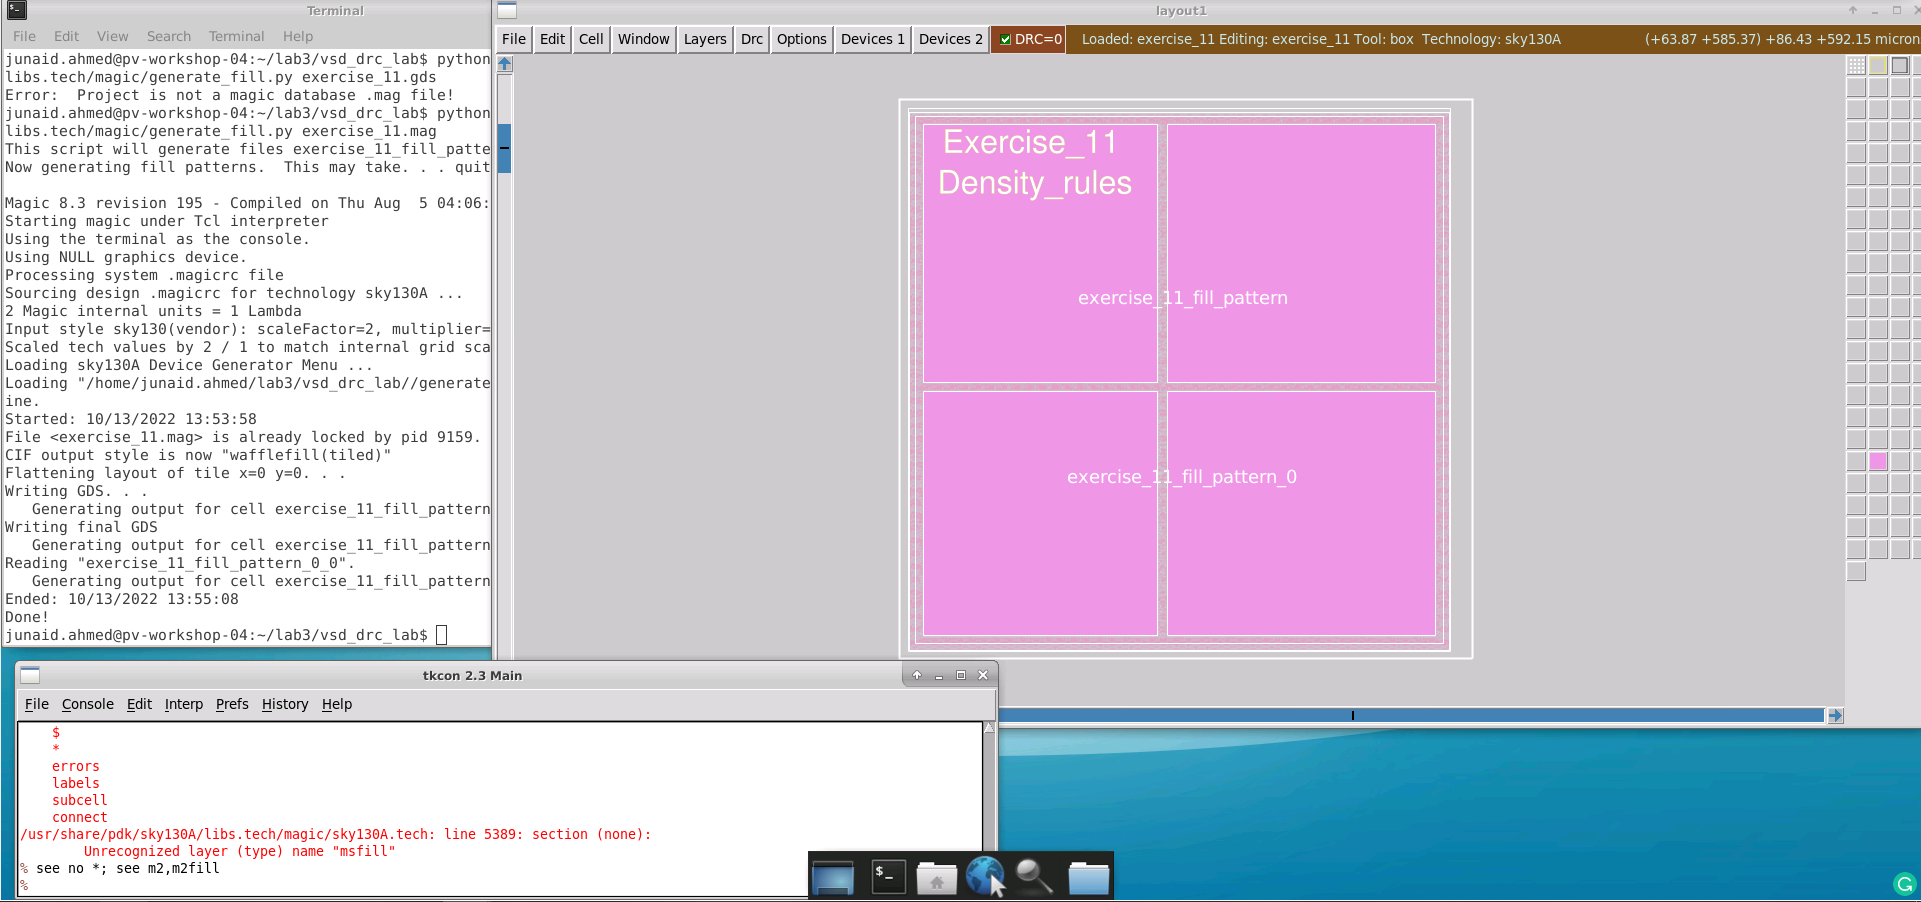 Terminal
File Edit View Search Terminal Help
junaid.ahmed@pv-workshop-04:~/lab3/vsd_drc_lab$ python
libs.tech/magic/generate_fill.py exercise_11.gds
Error:  Project is not a magic database .mag file!
junaid.ahmed@pv-workshop-04:~/lab3/vsd_drc_lab$ python
libs.tech/magic/generate_fill.py exercise_11.mag
This script will generate files exercise_11_fill_patte
Now generating fill patterns.  This may take. . . quit
Magic 8.3 revision 195 - Compiled on Thu Aug  5 04:06:
Starting magic under Tcl interpreter
Using the terminal as the console.
Using NULL graphics device.
Processing system .magicrc file
Sourcing design .magicrc for technology sky130A ...
2 Magic internal units = 1 Lambda
Input style sky130(vendor): scaleFactor=2, multiplier=
Scaled tech values by 2 / 1 to match internal grid sca
Loading sky130A Device Generator Menu ...
Loading "/home/junaid.ahmed/lab3/vsd_drc_lab//generate
ine.
Started: 10/13/2022 13:53:58
File <exercise_11.mag> is already locked by pid 9159.
CIF output style is now "wafflefill(tiled)"
Flattening layout of tile x=0 y=0. . .
Writing GDS. . .
   Generating output for cell exercise_11_fill_pattern
Writing final GDS
   Generating output for cell exercise_11_fill_pattern
Reading "exercise_11_fill_pattern_0_0".
   Generating output for cell exercise_11_fill_pattern
Ended: 10/13/2022 13:55:08
Done!
junaid.ahmed@pv-workshop-04:~/lab3/vsd_drc_lab$
layout1
File Edit Cell Window Layers Drc Options Devices 1 Devices 2 DRC=0 Loaded: exercise_11 Editing: exercise_11 Tool: box  Technology: sky130A (+63.87 +585.37) +86.43 +592.15 micron
Exercise_11
Density_rules
exercise_11_fill_pattern
exercise_11_fill_pattern_0
tkcon 2.3 Main
File Console Edit Interp Prefs History Help
$
*
errors
labels
subcell
connect
/usr/share/pdk/sky130A/libs.tech/magic/sky130A.tech: line 5389: section (none):
Unrecognized layer (type) name "msfill"
% see no *; see m2,m2fill
%